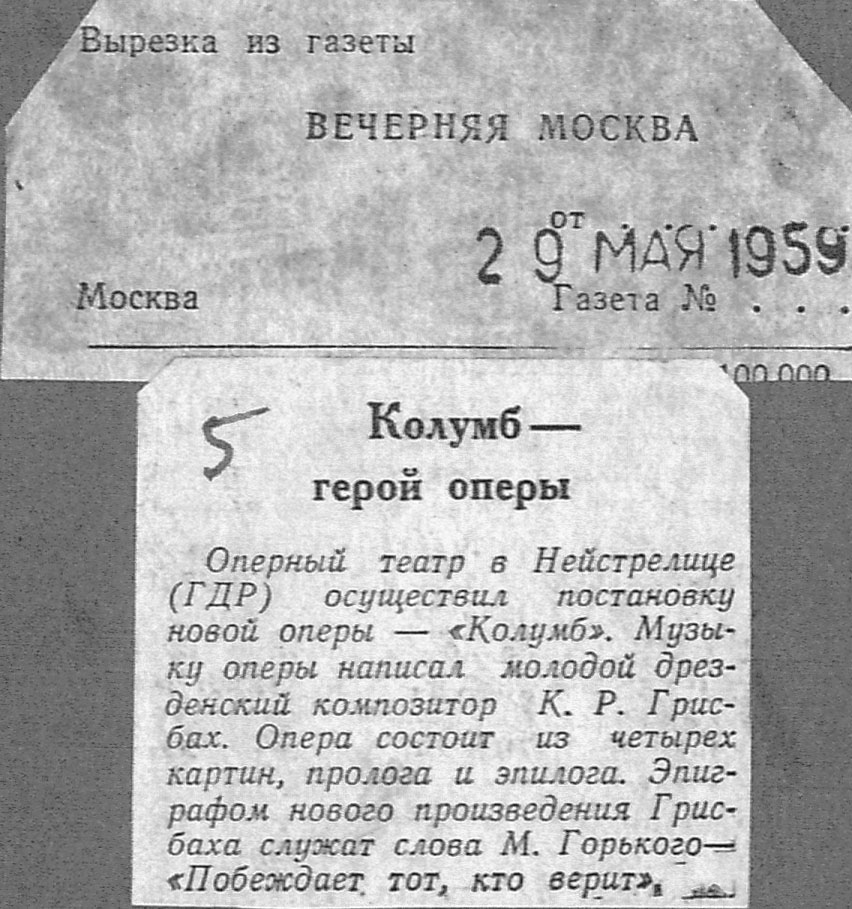 Вырезка из газеты
ВЕЧЕРНЯЯ МОСКВА
от
29 МАЯ 1959
Москва
Газета № . . .
100.000
5
Колумб —
герой оперы
Оперный театр в Нейстрелице
(ГДР) осуществил постановку
новой оперы — «Колумб». Музы-
ку оперы написал молодой дрез-
денский композитор К. Р. Грис-
бах. Опера состоит из четырех
картин, пролога и эпилога. Эпиг-
рафом нового произведения Грис-
баха служат слова М. Горького—
«Побеждает тот, кто верит».